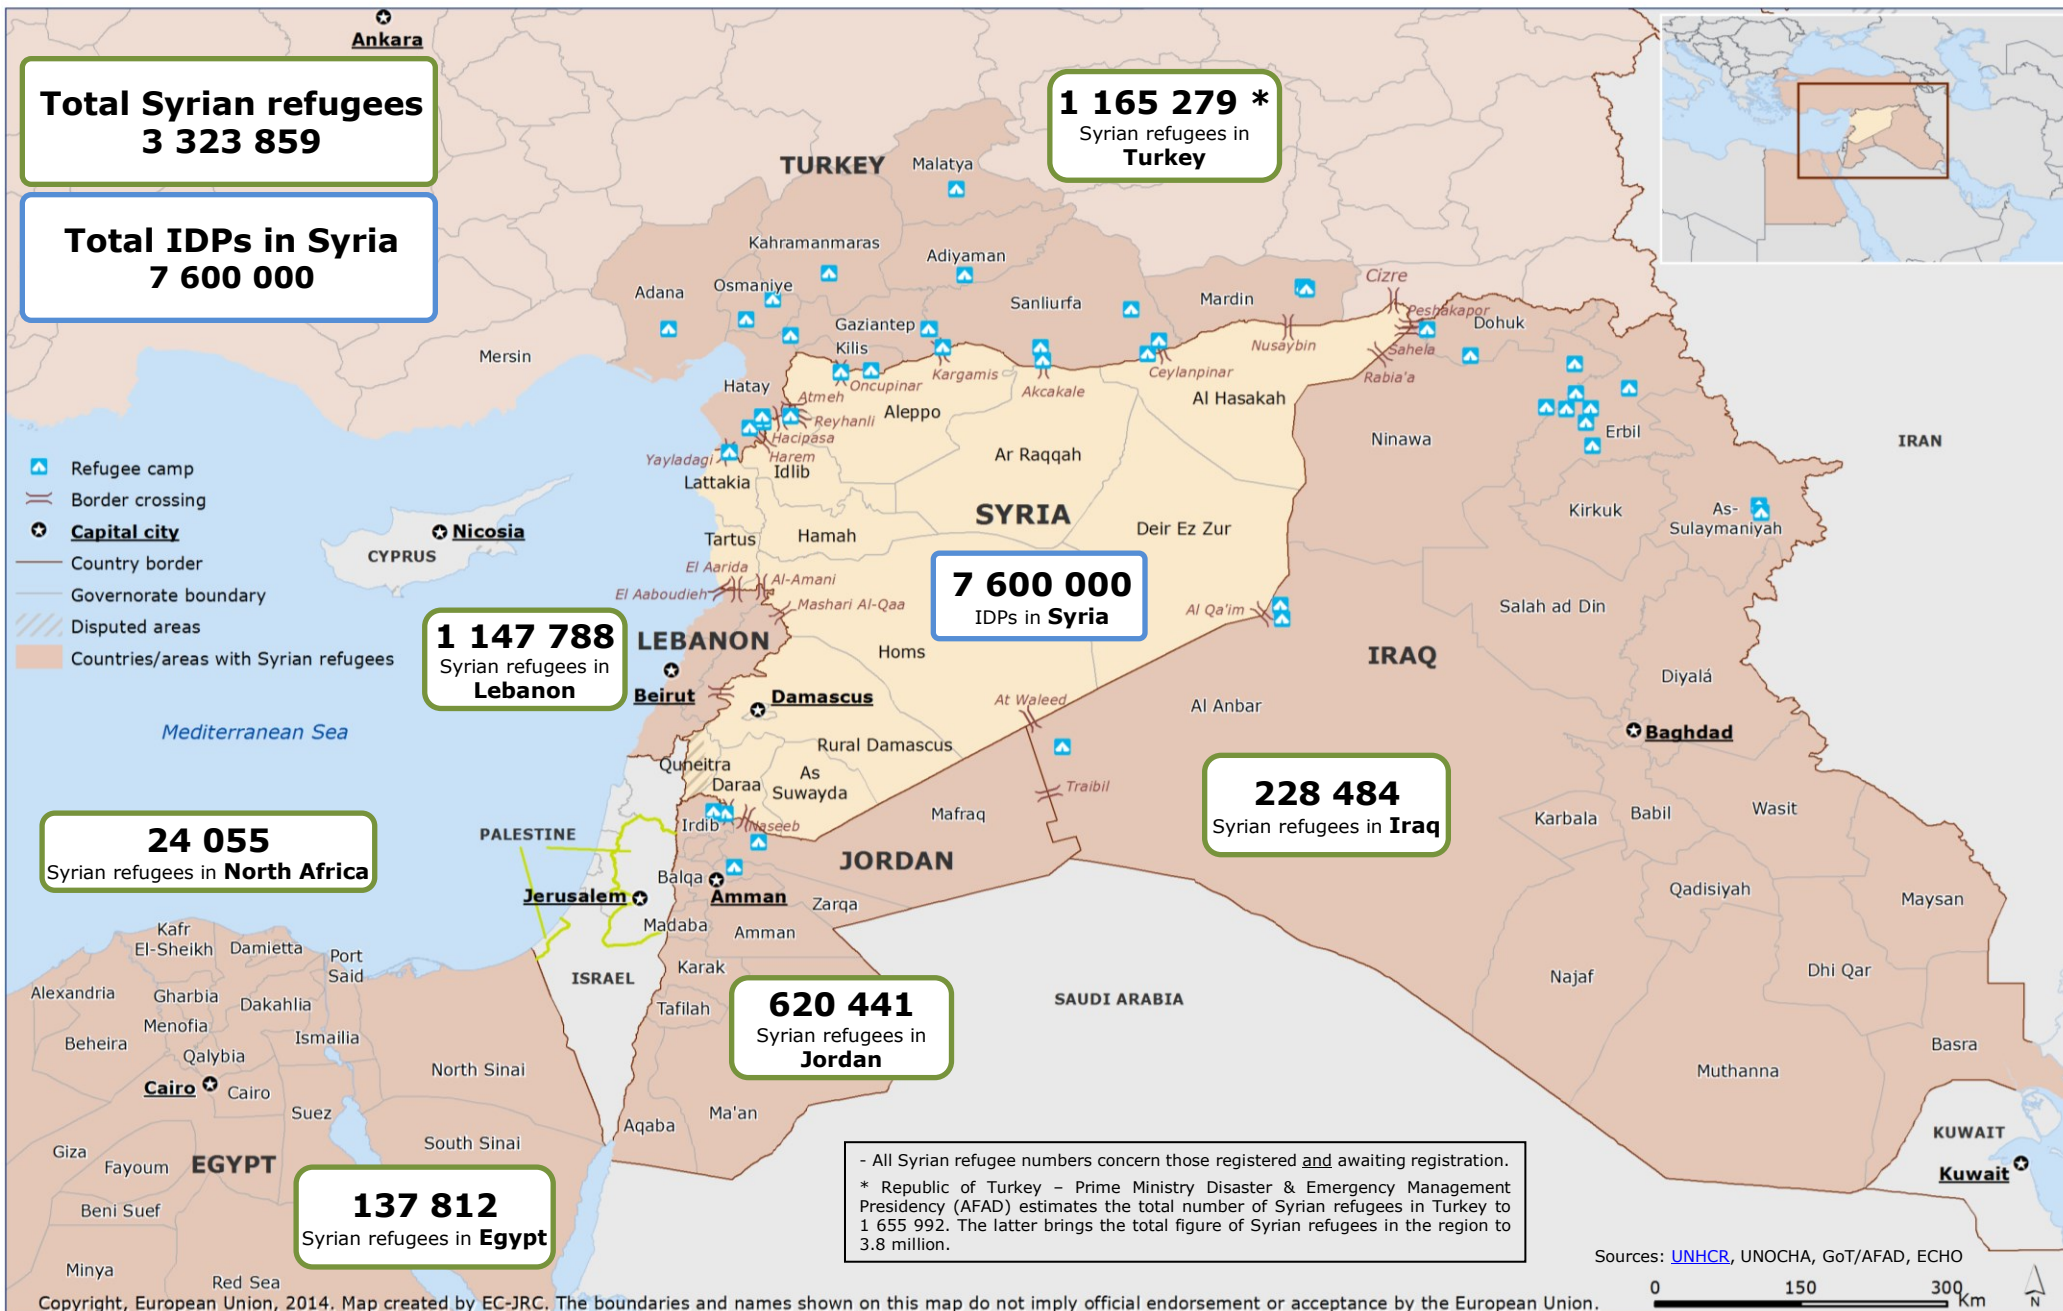 Ankara
Total Syrian refugees
3 323 859
Total IDPs in Syria
7 600 000
1 165 279 *
Syrian refugees in
Turkey
TURKEY
Malatya
Kahramanmaras
Adiyaman
Adana
Osmaniye
Sanliurfa
Mardin
Cizre
Peshakapor
Dohuk
Gaziantep
Kilis
Mersin
Nusaybin
Sahela
Rabia'a
Hatay
Oncupinar
Kargamis
Akcakale
Ceylanpinar
Atmeh
Reyhanli
Aleppo
Al Hasakah
Hacipasa
Harem
Yayladagi
Idlib
Lattakia
Ar Raqqah
Ninawa
Erbil
IRAN
Refugee camp
Border crossing
Capital city
Country border
Governorate boundary
Disputed areas
Countries/areas with Syrian refugees
Nicosia
CYPRUS
SYRIA
Deir Ez Zur
Kirkuk
As-
Sulaymaniyah
Tartus
Hamah
El Aarida
Al-Amani
El Aaboudieh
Mashari Al-Qaa
7 600 000
IDPs in Syria
Al Qa'im
Salah ad Din
1 147 788
Syrian refugees in
Lebanon
LEBANON
Beirut
Homs
IRAQ
Diyalá
Damascus
At Waleed
Al Anbar
Baghdad
Mediterranean Sea
Rural Damascus
Quneitra
Daraa
As
Suwayda
Traibil
228 484
Syrian refugees in Iraq
Karbala
Babil
Wasit
24 055
Syrian refugees in North Africa
PALESTINE
Irdib
Naseeb
Mafraq
JORDAN
Balqa
Amman
Jerusalem
Zarqa
Madaba
Amman
Qadisiyah
Maysan
Kafr
El-Sheikh
Damietta
Port
Said
ISRAEL
Karak
Najaf
Dhi Qar
Alexandria
Gharbia
Dakahlia
Menofia
Beheira
Ismailia
Qalybia
Tafilah
620 441
Syrian refugees in
Jordan
SAUDI ARABIA
Basra
Cairo
Cairo
North Sinai
Muthanna
Suez
Ma'an
Aqaba
South Sinai
Giza
Fayoum
EGYPT
KUWAIT
Kuwait
Beni Suef
137 812
Syrian refugees in Egypt
Minya
Red Sea
- All Syrian refugee numbers concern those registered and awaiting registration.
* Republic of Turkey – Prime Ministry Disaster & Emergency Management
Presidency (AFAD) estimates the total number of Syrian refugees in Turkey to
1 655 992. The latter brings the total figure of Syrian refugees in the region to
3.8 million.
Sources: UNHCR, UNOCHA, GoT/AFAD, ECHO
0 150 300 Km
N
Copyright, European Union, 2014. Map created by EC-JRC. The boundaries and names shown on this map do not imply official endorsement or acceptance by the European Union.